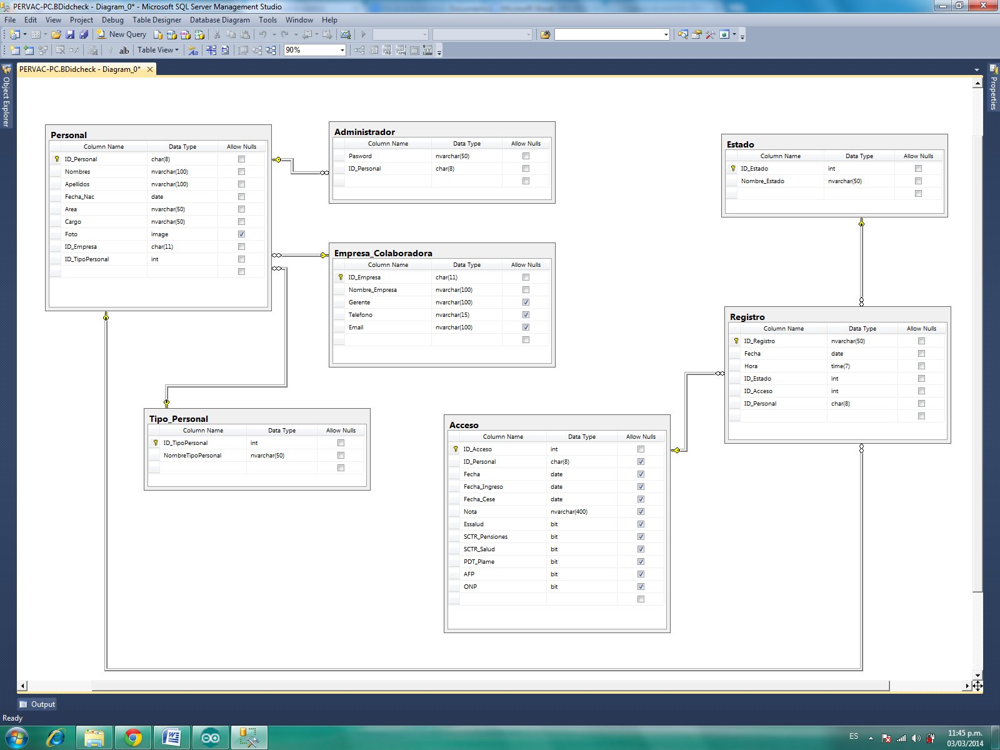 PERVAC-PC.BDidcheck - Diagram_0* - Microsoft SQL Server Management Studio
File Edit View Project Debug Table Designer Database Diagram Tools Window Help
New Query
Table View 90%
PERVAC-PC.BDidcheck - Diagram_0*
Object Explorer
Properties
Personal
Column Name Data Type Allow Nulls
ID_Personal char(8)
Nombres nvarchar(100)
Apellidos nvarchar(100)
Fecha_Nac date
Area nvarchar(50)
Cargo nvarchar(50)
Foto image
ID_Empresa char(11)
ID_TipoPersonal int
Administrador
Column Name Data Type Allow Nulls
Pasword nvarchar(50)
ID_Personal char(8)
Estado
Column Name Data Type Allow Nulls
ID_Estado int
Nombre_Estado nvarchar(50)
Empresa_Colaboradora
Column Name Data Type Allow Nulls
ID_Empresa char(11)
Nombre_Empresa nvarchar(100)
Gerente nvarchar(100)
Telefono nvarchar(15)
Email nvarchar(100)
Registro
Column Name Data Type Allow Nulls
ID_Registro nvarchar(50)
Fecha date
Hora time(7)
ID_Estado int
ID_Acceso int
ID_Personal char(8)
Tipo_Personal
Column Name Data Type Allow Nulls
ID_TipoPersonal int
NombreTipoPersonal nvarchar(50)
Acceso
Column Name Data Type Allow Nulls
ID_Acceso int
ID_Personal char(8)
Fecha date
Fecha_Ingreso date
Fecha_Cese date
Nota nvarchar(400)
Essalud bit
SCTR_Pensiones bit
SCTR_Salud bit
PDT_Plame bit
AFP bit
ONP bit
Output
Ready
ES
11:45 p.m.
03/03/2014